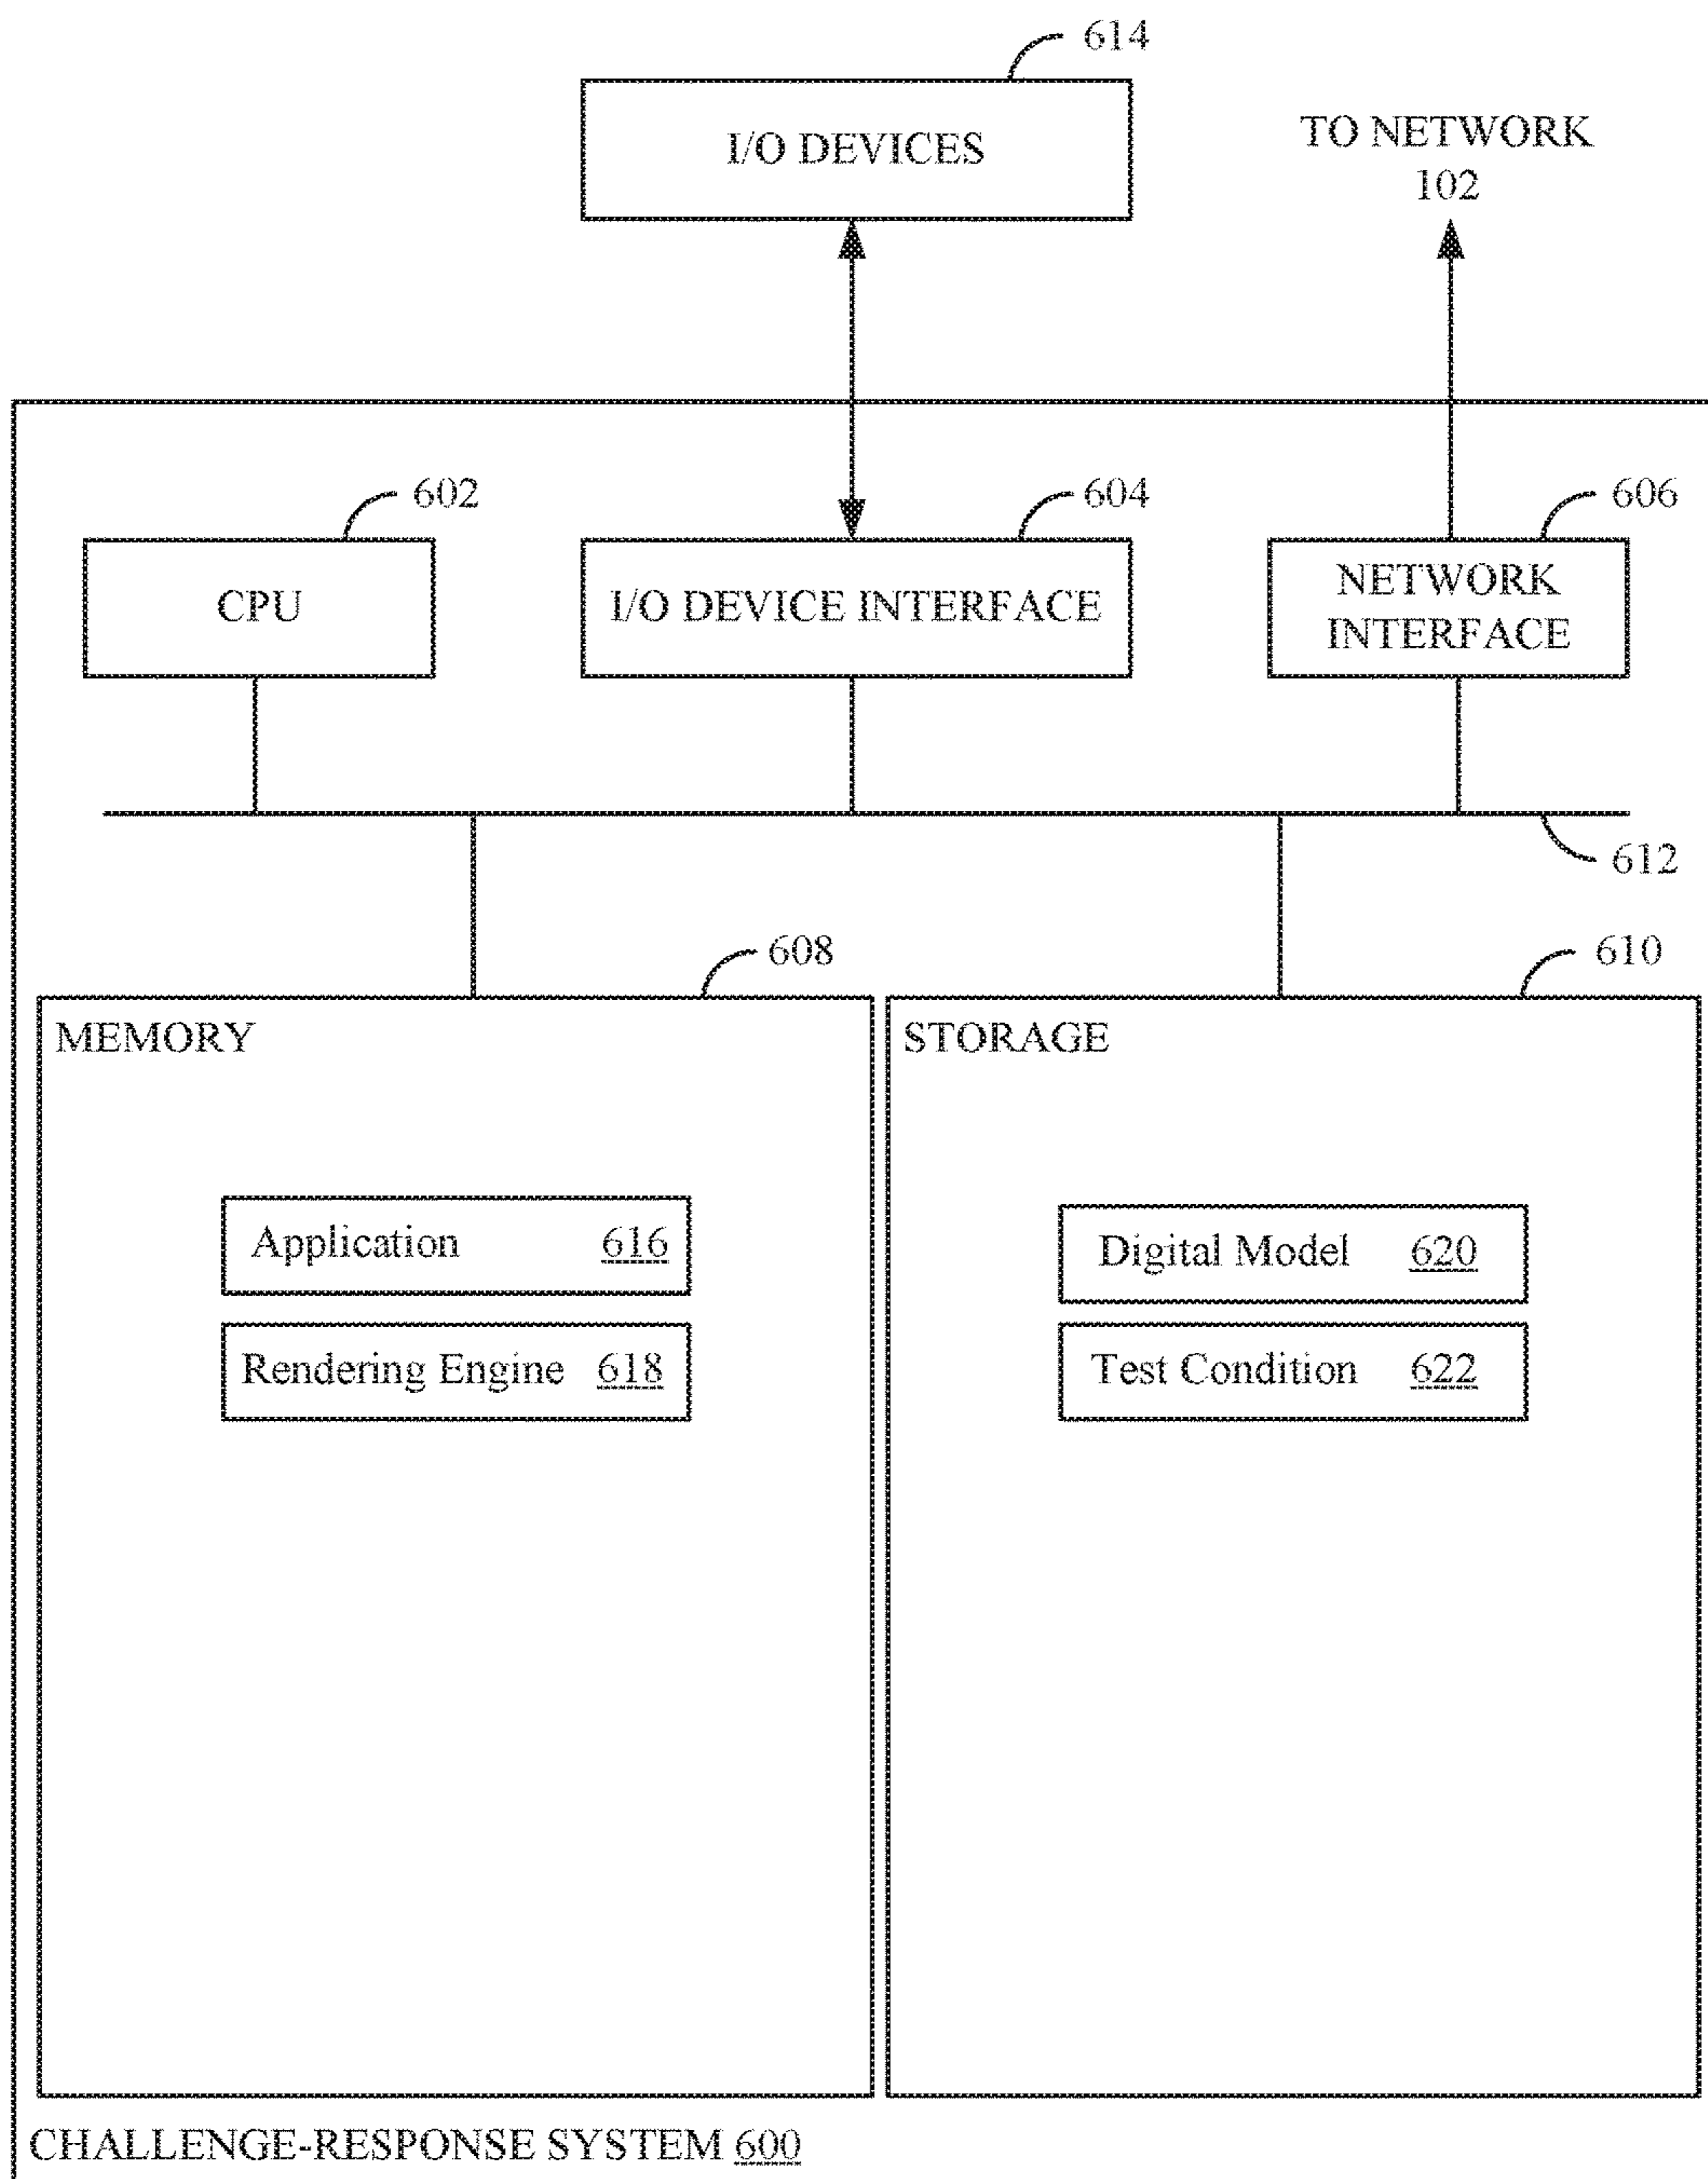 614
I/O DEVICES
TO NETWORK
102
602
604
606
CPU
I/O DEVICE INTERFACE
NETWORK
INTERFACE
612
608
610
MEMORY
STORAGE
Application 616
Rendering Engine 618
Digital Model 620
Test Condition 622
CHALLENGE-RESPONSE SYSTEM 600